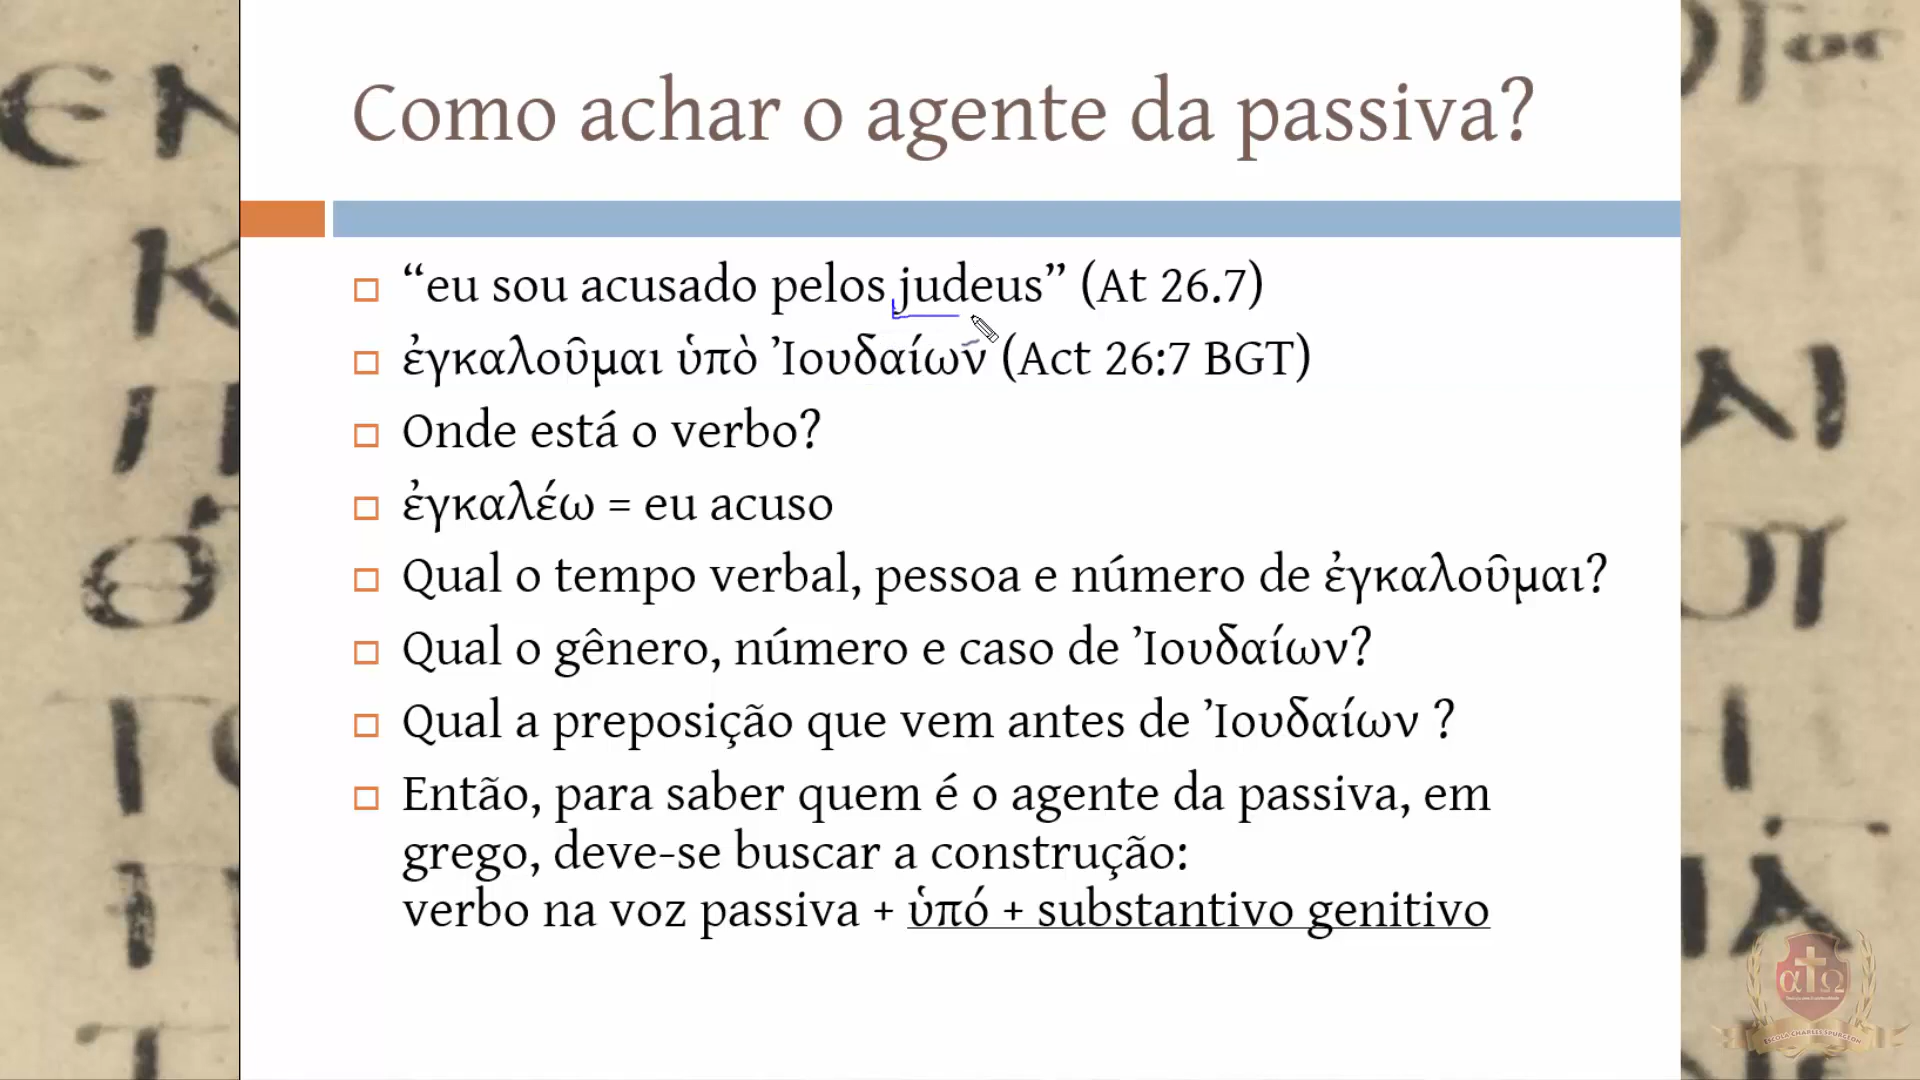 Como achar o agente da passiva?
“eu sou acusado pelos judeus” (At 26.7)
ἐγκαλοῦμαι ὑπὸ Ἰουδαίων (Act 26:7 BGT)
Onde está o verbo?
ἐγκαλέω = eu acuso
Qual o tempo verbal, pessoa e número de ἐγκαλοῦμαι?
Qual o gênero, número e caso de Ἰουδαίων?
Qual a preposição que vem antes de Ἰουδαίων ?
Então, para saber quem é o agente da passiva, em
grego, deve-se buscar a construção:
verbo na voz passiva + ὑπό + substantivo genitivo
α Ω
ESCOLA CHARLES SPURGEON